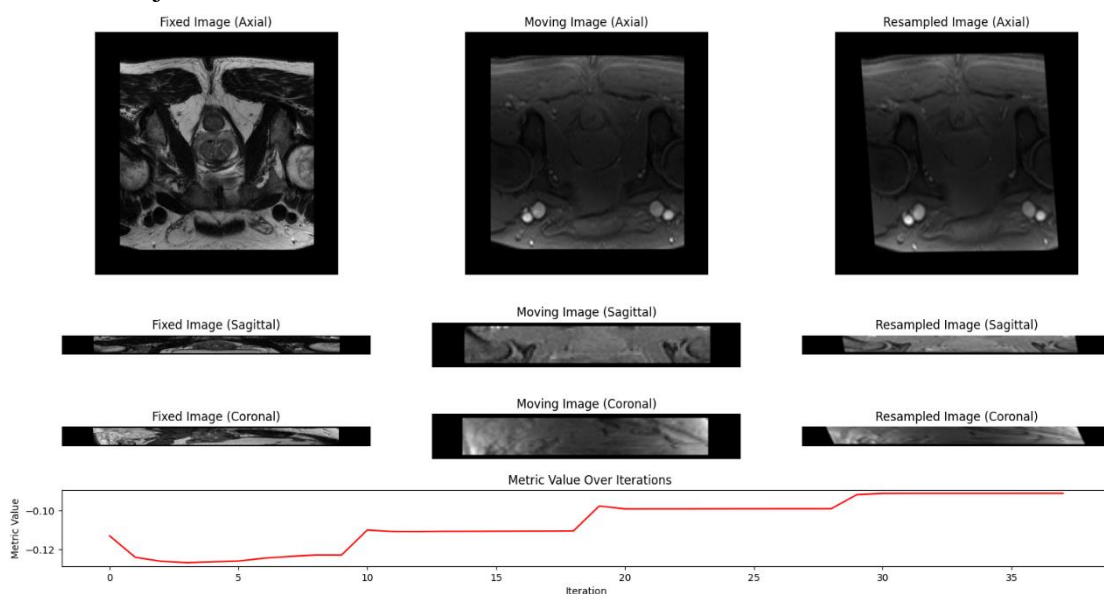 Fixed Image (Axial)
Moving Image (Axial)
Resampled Image (Axial)
Fixed Image (Sagittal)
Moving Image (Sagittal)
Resampled Image (Sagittal)
Fixed Image (Coronal)
Moving Image (Coronal)
Resampled Image (Coronal)
Metric Value Over Iterations
Metric Value
−0.10
−0.12
0 5 10 15 20 25 30 35
Iteration